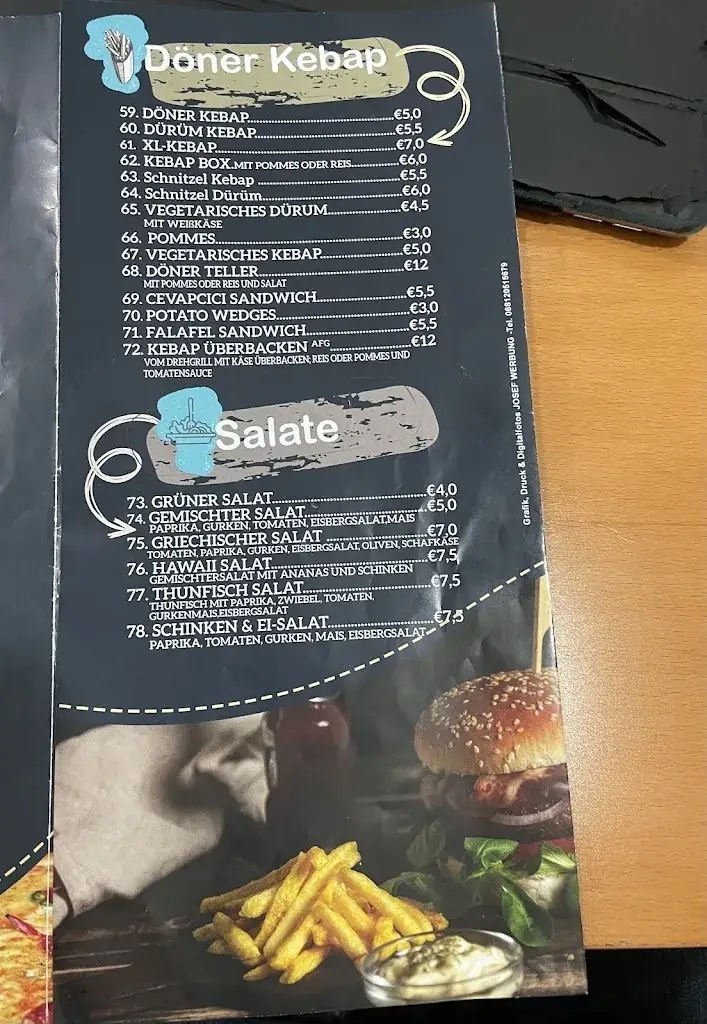 Döner Kebap
59. DÖNER KEBAP................€5,0
60. DÜRÜM KEBAP................€5,5
61. XL-KEBAP................€7,0
62. KEBAP BOX. MIT POMMES ODER REIS................€6,0
63. Schnitzel Kebap ................€5,5
64. Schnitzel Dürüm................€6,0
65. VEGETARISCHES DÜRUM................€4,5
MIT WEIßKÄSE
66. POMMES................€3,0
67. VEGETARISCHES KEBAP................€5,0
68. DÖNER TELLER................€12
MIT POMMES ODER REIS UND SALAT
69. CEVAPCICI SANDWICH................€5,5
70. POTATO WEDGES................€3,0
71. FALAFEL SANDWICH................€5,5
72. KEBAP ÜBERBACKEN AFG................€12
VOM DREHGRILL MIT KÄSE ÜBERBACKEN; REIS ODER POMMES UND
TOMATENSAUCE
Salate
73. GRÜNER SALAT................€4,0
74. GEMISCHTER SALAT................€5,0
PAPRIKA, GURKEN, TOMATEN, EISBERGSALAT,MAIS
75. GRIECHISCHER SALAT ................€7,0
TOMATEN, PAPRIKA, GURKEN, EISBERGSALAT, OLIVEN, SCHAFKÄSE
76. HAWAII SALAT................€7,5
GEMISCHTERSALAT MIT ANANAS UND SCHINKEN
77. THUNFISCH SALAT................€7,5
THUNFISCH MIT PAPRIKA, ZWIEBEL, TOMATEN,
GURKENMAIS,EISBERGSALAT
78. SCHINKEN & EI-SALAT................€7,5
PAPRIKA, TOMATEN, GURKEN, MAIS, EISBERGSALAT
Grafik, Druck & Digitalfotos JOSEF WERBUNG -Tel. 068120515679